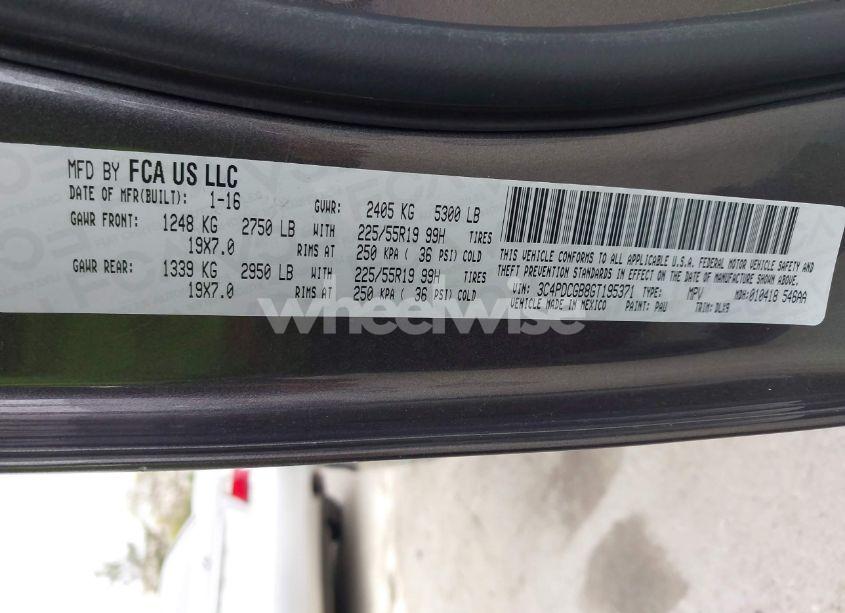 MFD BY FCA US LLC
DATE OF MFR(BUILT): 1-16 GVWR: 2405 KG 5300 LB
GAWR FRONT: 1248 KG 2750 LB WITH 225/55R19 99H TIRES
19X7.0 RIMS AT 250 KPA ( 36 PSI) COLD
GAWR REAR: 1339 KG 2950 LB WITH 225/55R19 99H TIRES
19X7.0 RIMS AT 250 KPA ( 36 PSI) COLD
THIS VEHICLE CONFORMS TO ALL APPLICABLE U.S.A. FEDERAL MOTOR VEHICLE SAFETY AND
THEFT PREVENTION STANDARDS IN EFFECT ON THE DATE OF MANUFACTURE SHOWN ABOVE.
VIN: 3C4PDCGB8GT195371 TYPE: MPV MDH:010418 546AA
VEHICLE MADE IN MEXICO PAINT: PAU TRIM: DLX9
wheelwise